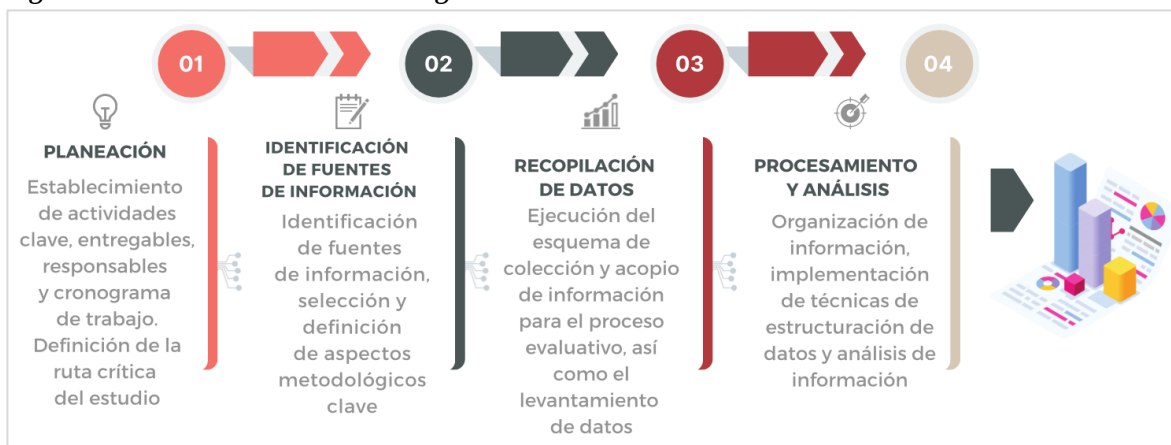 01
02
03
04
PLANEACIÓN
Establecimiento
de actividades
clave, entregables,
responsables
y cronograma
de trabajo.
Definición de la
ruta crítica
del estudio
IDENTIFICACIÓN
DE FUENTES
DE INFORMACIÓN
Identificación
de fuentes
de información,
selección y
definición
de aspectos
metodológicos
clave
RECOPILACIÓN
DE DATOS
Ejecución del
esquema de
colección y acopio
de información
para el proceso
evaluativo, así
como el
levantamiento
de datos
PROCESAMIENTO
Y ANÁLISIS
Organización de
información,
implementación
de técnicas de
estructuración de
datos y análisis de
información